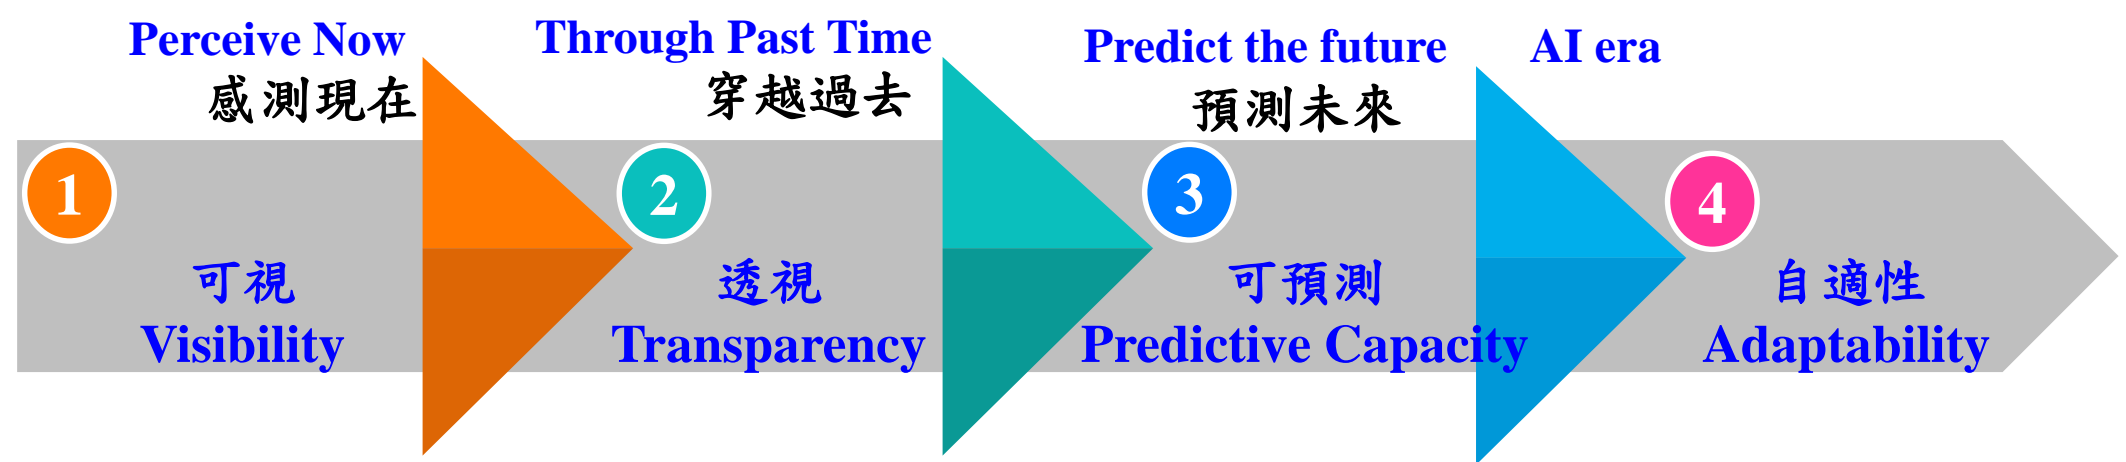 Perceive Now
感測現在
1
可視
Visibility
Through Past Time
穿越過去
2
透視
Transparency
Predict the future
預測未來
3
可預測
Predictive Capacity
AI era
4
自適性
Adaptability